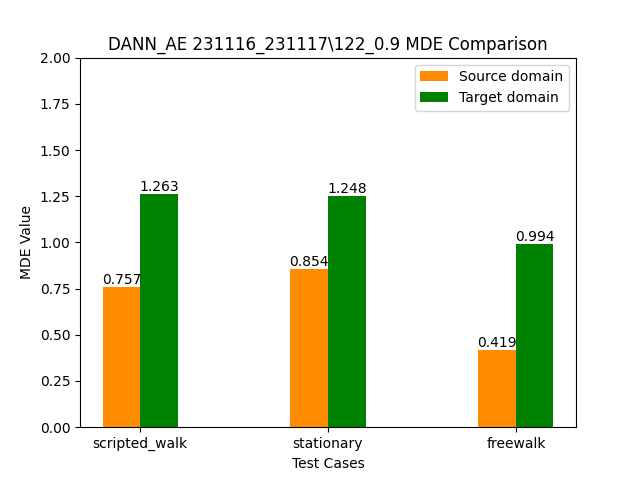 DANN_AE 231116_231117\122_0.9 MDE Comparison
Source domain
Target domain
MDE Value
2.00
1.75
1.50
1.25
1.00
0.75
0.50
0.25
0.00
0.757
1.263
0.854
1.248
0.419
0.994
scripted_walk
stationary
freewalk
Test Cases